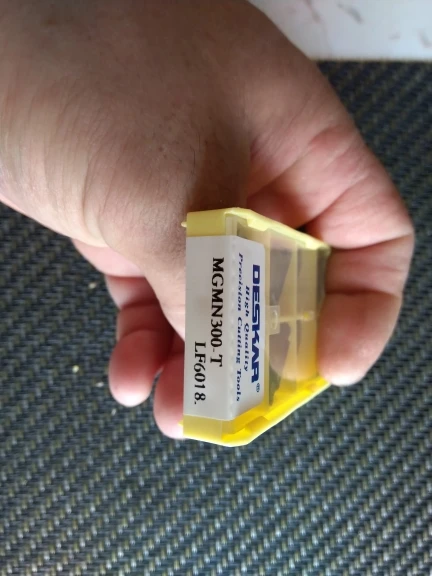 DESKAR®
High Quality
Precision Cutting Tools
MGMN300-T
LF6018.